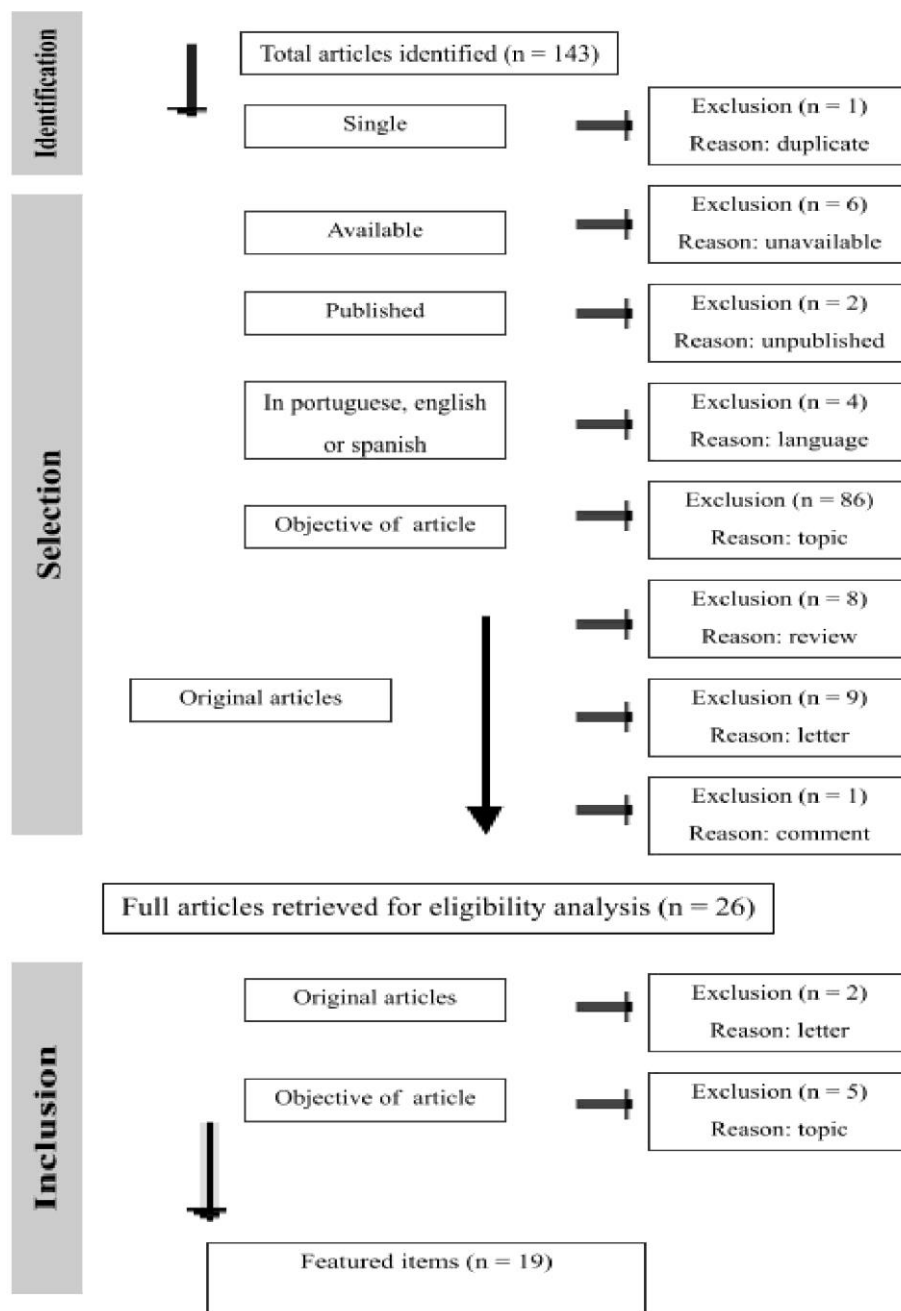 Identification
Total articles identified (n = 143)
Single
Exclusion (n = 1)
Reason: duplicate
Selection
Available
Exclusion (n = 6)
Reason: unavailable
Published
Exclusion (n = 2)
Reason: unpublished
In portuguese, english
or spanish
Exclusion (n = 4)
Reason: language
Objective of article
Exclusion (n = 86)
Reason: topic
Exclusion (n = 8)
Reason: review
Original articles
Exclusion (n = 9)
Reason: letter
Exclusion (n = 1)
Reason: comment
Full articles retrieved for eligibility analysis (n = 26)
Inclusion
Original articles
Exclusion (n = 2)
Reason: letter
Objective of article
Exclusion (n = 5)
Reason: topic
Featured items (n = 19)